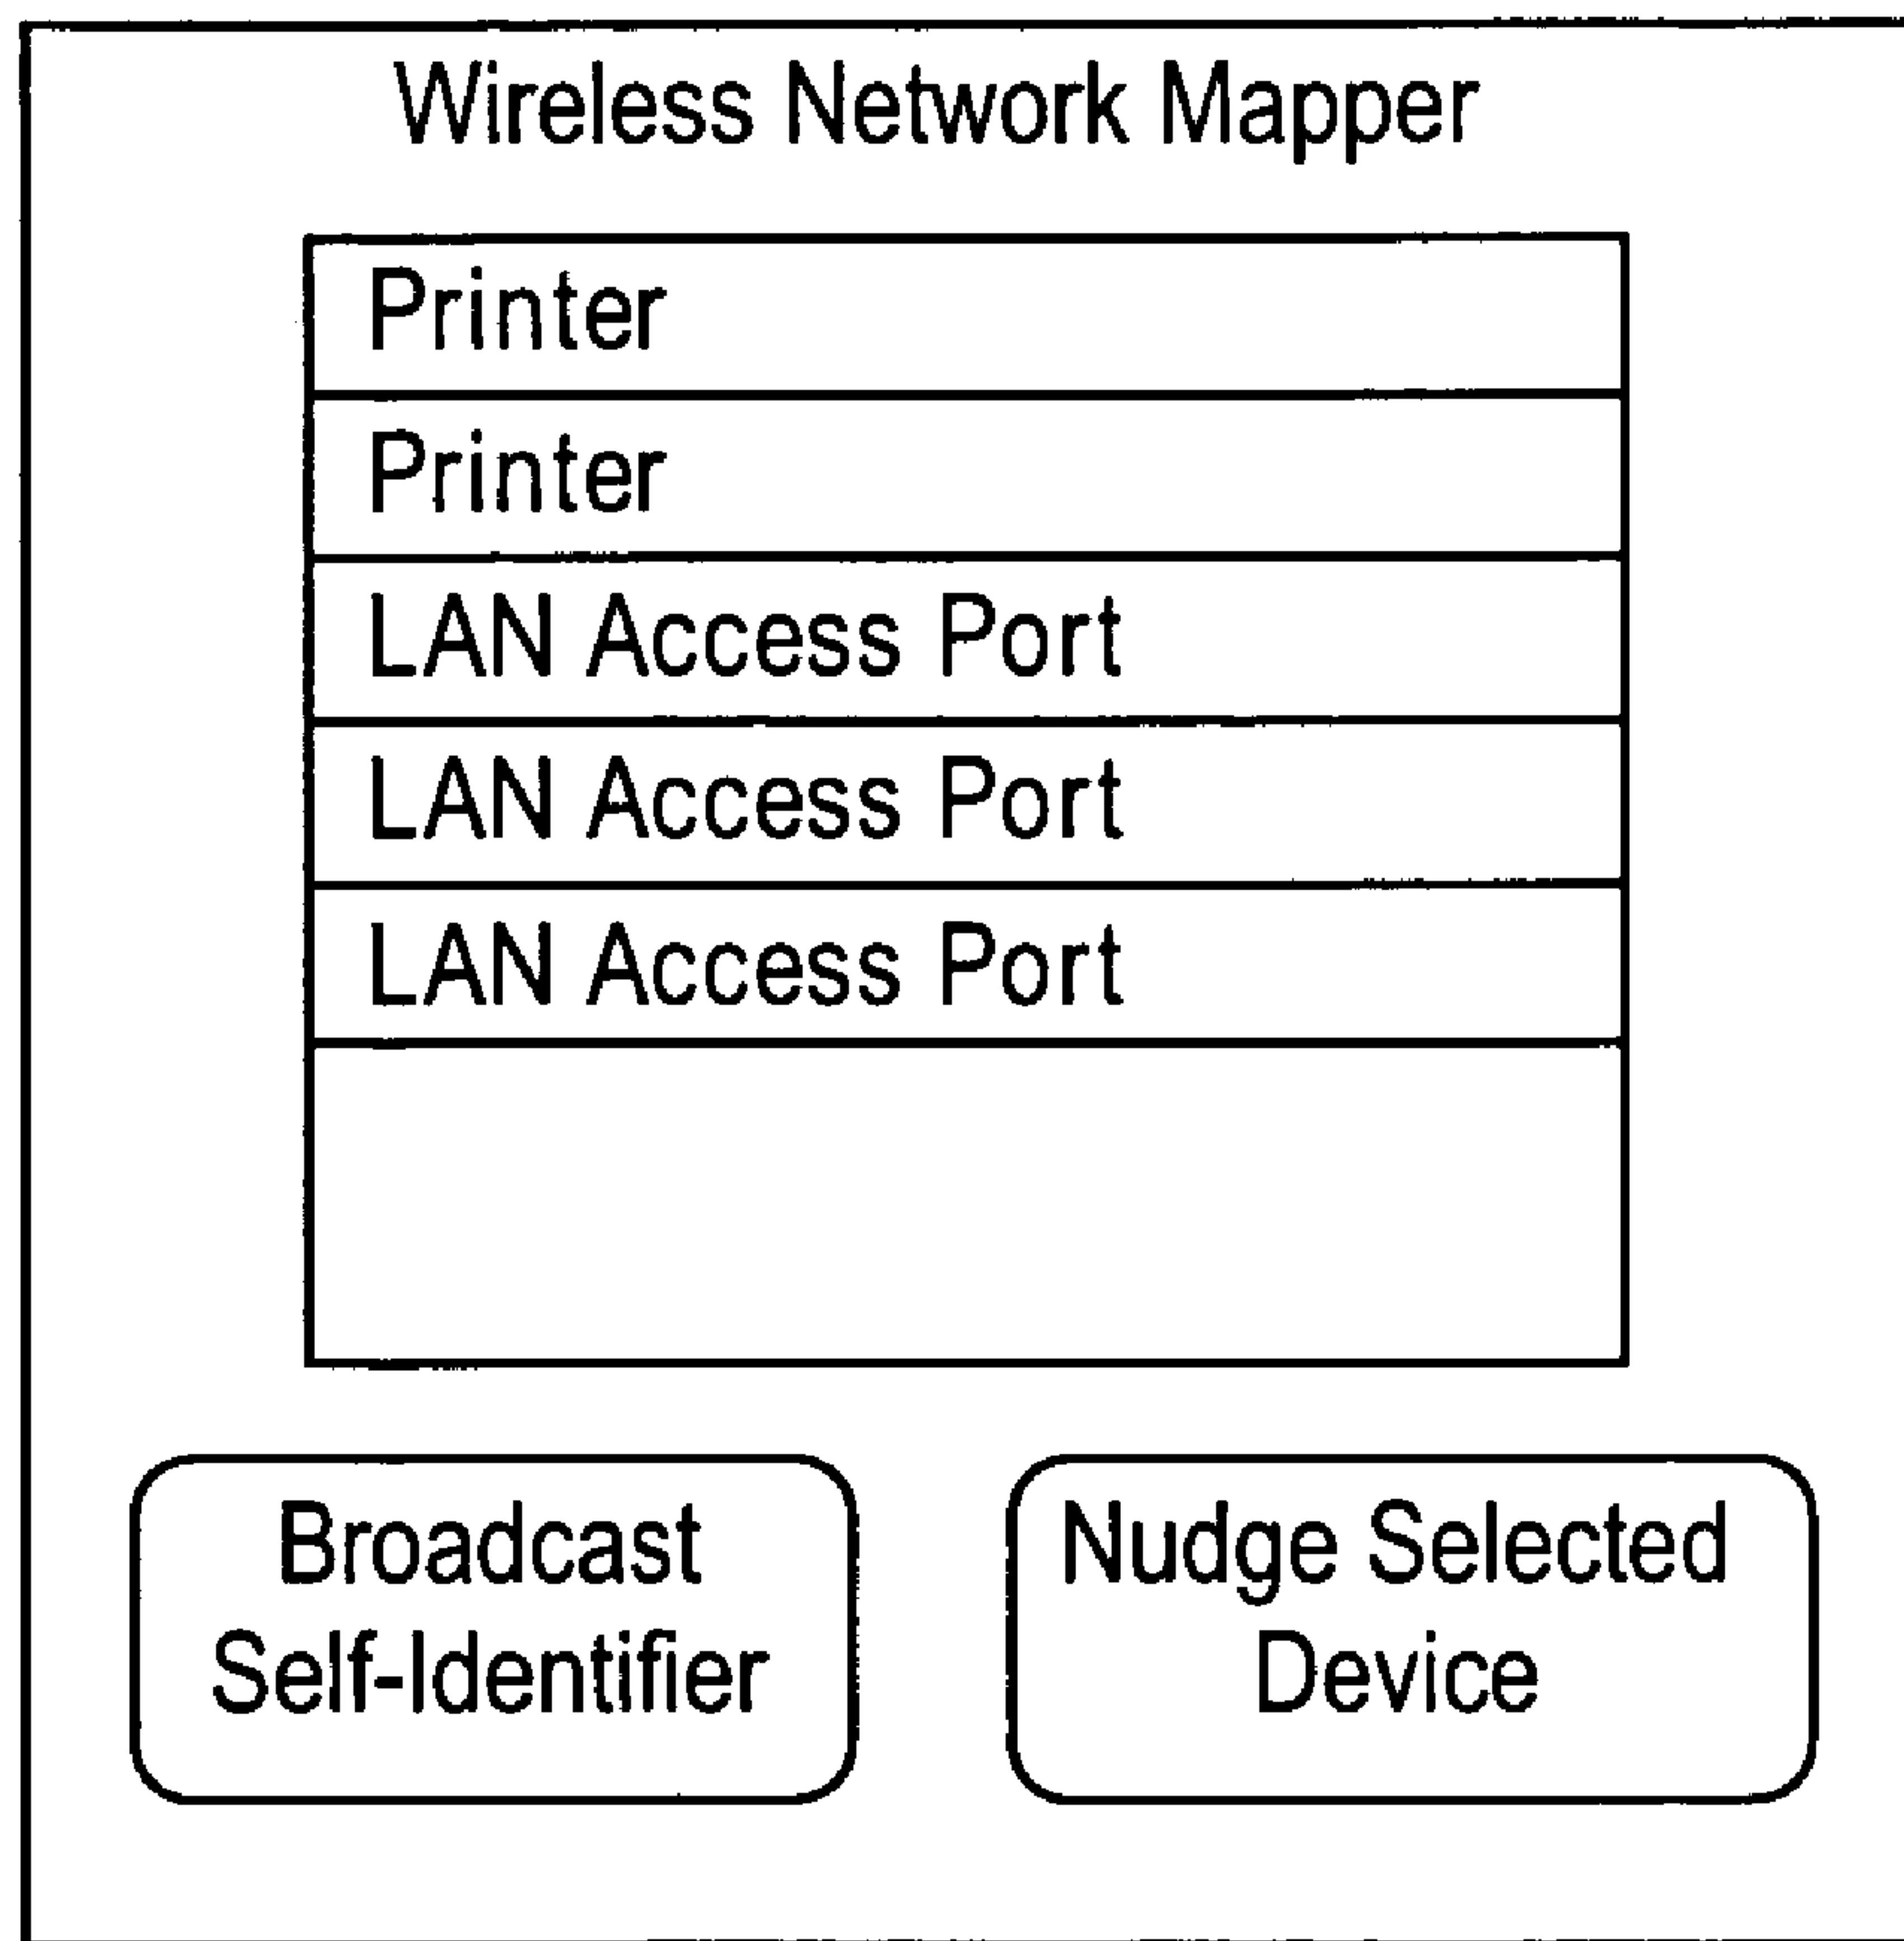 Wireless Network Mapper
Printer
Printer
LAN Access Port
LAN Access Port
LAN Access Port
Broadcast
Self-Identifier
Nudge Selected
Device